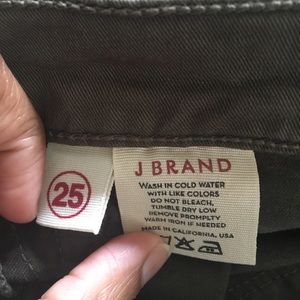 25
J BRAND
WASH IN COLD WATER
WITH LIKE COLORS
DO NOT BLEACH,
TUMBLE DRY LOW
REMOVE PROMPTLY
WARM IRON IF NEEDED
MADE IN CALIFORNIA, USA